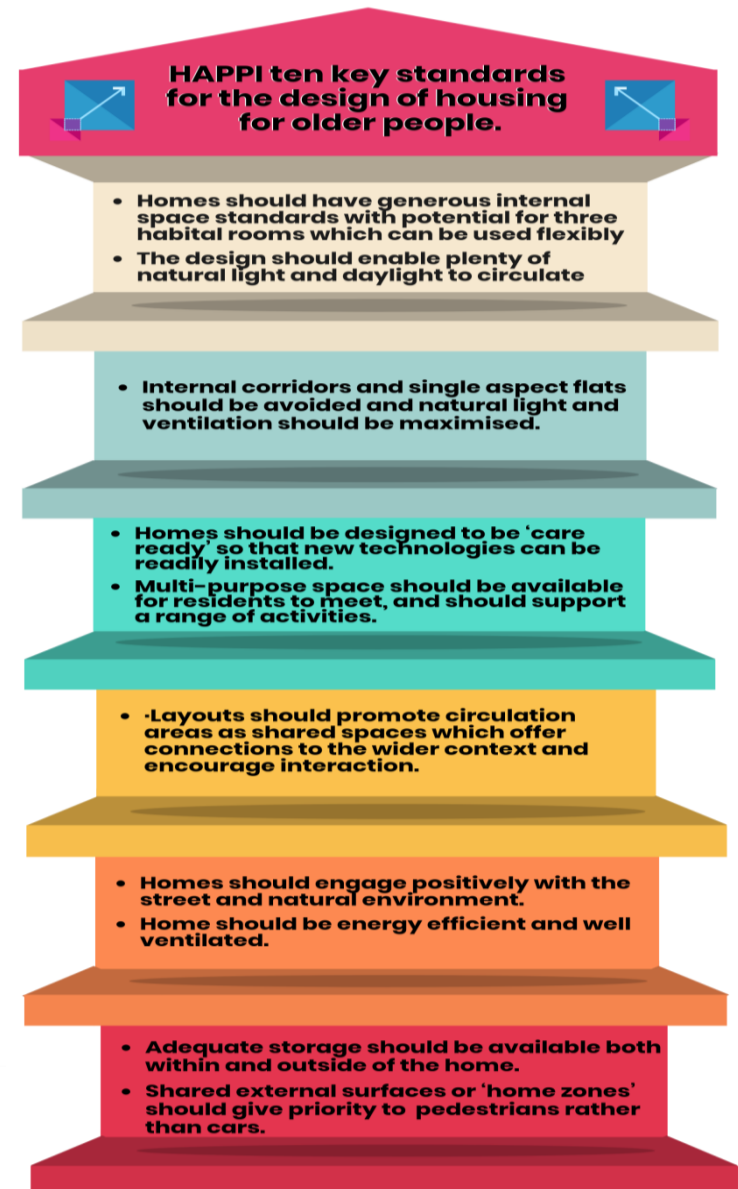 HAPPI ten key standards
for the design of housing
for older people.
• Homes should have generous internal
space standards with potential for three
habital rooms which can be used flexibly
• The design should enable plenty of
natural light and daylight to circulate
• Internal corridors and single aspect flats
should be avoided and natural light and
ventilation should be maximised.
• Homes should be designed to be ‘care
ready’ so that new technologies can be
readily installed.
• Multi-purpose space should be available
for residents to meet, and should support
a range of activities.
• -Layouts should promote circulation
areas as shared spaces which offer
connections to the wider context and
encourage interaction.
• Homes should engage positively with the
street and natural environment.
• Home should be energy efficient and well
ventilated.
• Adequate storage should be available both
within and outside of the home.
• Shared external surfaces or ‘home zones’
should give priority to pedestrians rather
than cars.